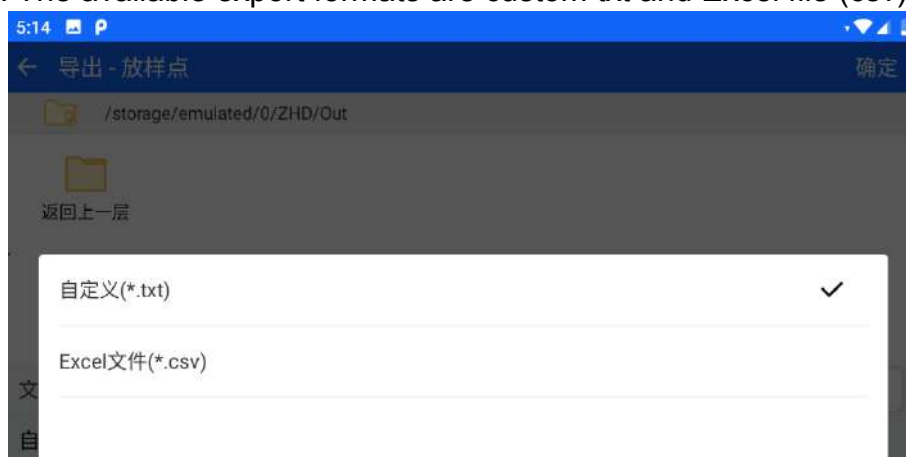 . The available export formats are custom txt and Excel file (csv)
5:14
← 导出 - 放样点 确定
/storage/emulated/0/ZHD/Out
返回上一层
自定义(*.txt)
Excel文件(*.csv)
文
自